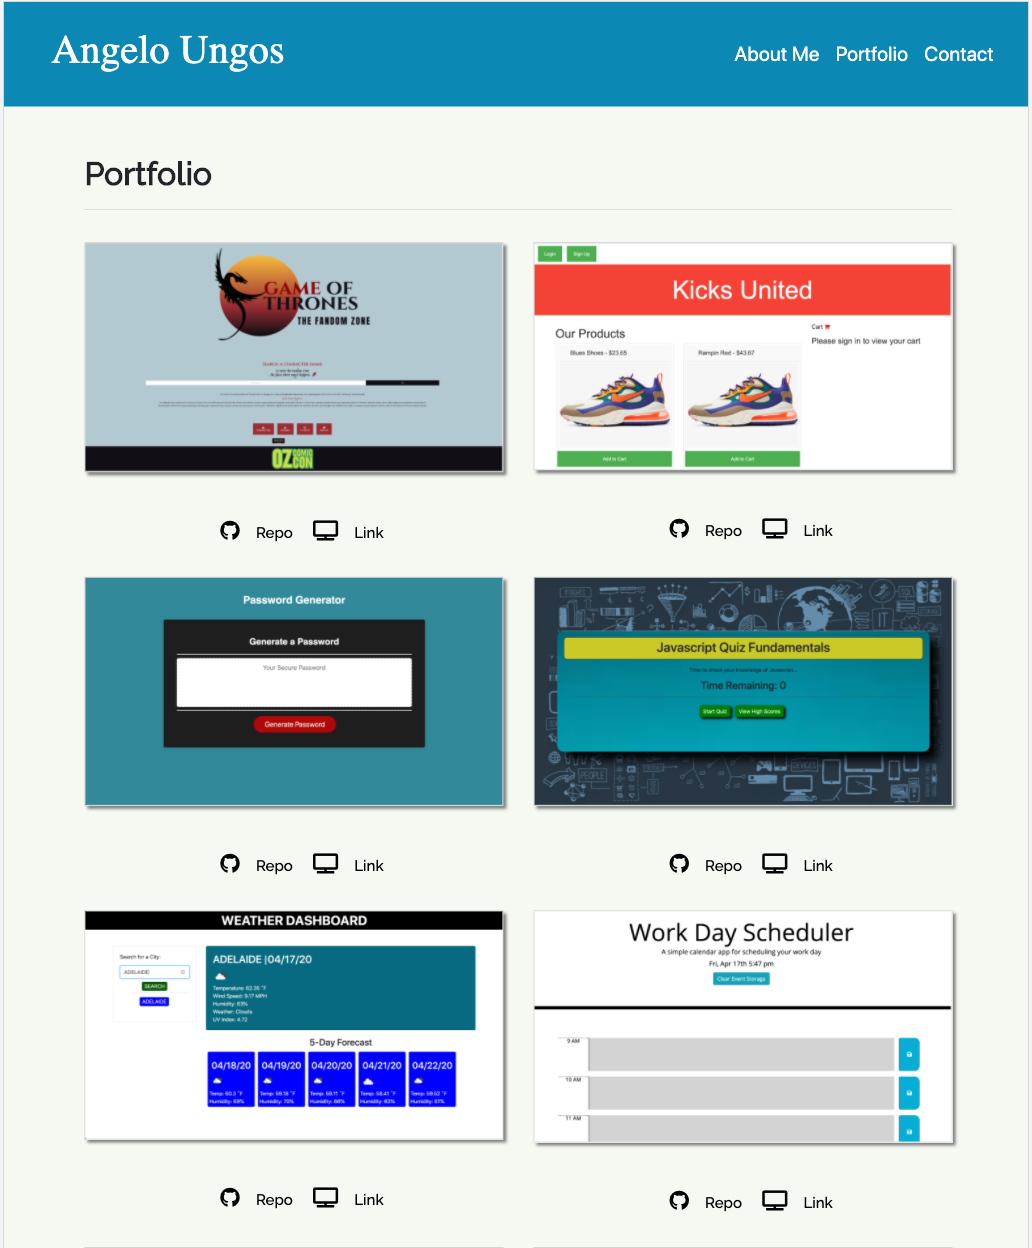 Angelo Ungos
About Me Portfolio Contact
Portfolio
GAME OF
THRONES
THE FANDOM ZONE
SEARCH A CHARACTER NAME
OZ COMIC CON
Repo Link
Login Sign Up
Kicks United
Our Products
Cart
Please sign in to view your cart
Blues Shoes - $23.65
Rampin Red - $43.67
Add to Cart
Add to Cart
Repo Link
Password Generator
Generate a Password
Your Secure Password
Generate Password
Repo Link
Javascript Quiz Fundamentals
Time to check your knowledge of Javascript...
Time Remaining: 0
Start Quiz View High Scores
PEOPLE
DEVICES
Repo Link
WEATHER DASHBOARD
Search for a City:
ADELAIDE
SEARCH
ADELAIDE
ADELAIDE |04/17/20
Temperature: 62.35 °F
Wind Speed: 9.17 MPH
Humidity: 63%
Weather: Clouds
UV Index: 4.72
5-Day Forecast
04/18/20 04/19/20 04/20/20 04/21/20 04/22/20
Temp: 60.3 °F Temp: 59.18 °F Temp: 59.11 °F Temp: 58.41 °F Temp: 59.52 °F
Humidity: 69% Humidity: 70% Humidity: 66% Humidity: 63% Humidity: 61%
Repo Link
Work Day Scheduler
A simple calendar app for scheduling your work day
Fri, Apr 17th 5:47 pm
Clear Event Storage
9 AM
10 AM
11 AM
Repo Link